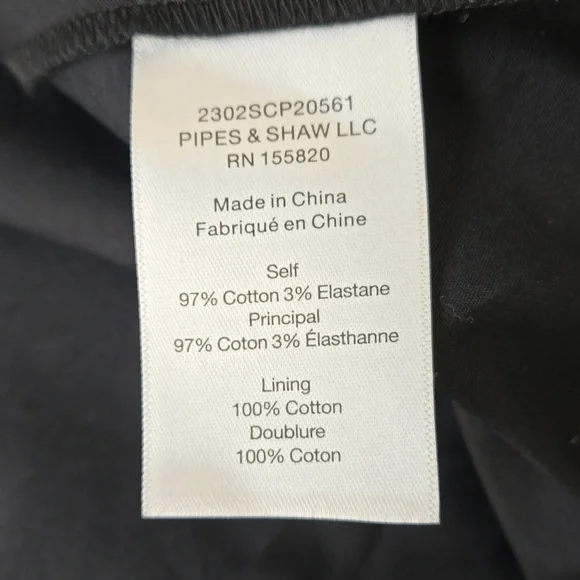 2302SCP20561
PIPES & SHAW LLC
RN 155820
Made in China
Fabriqué en Chine
Self
97% Cotton 3% Elastane
Principal
97% Coton 3% Élasthanne
Lining
100% Cotton
Doublure
100% Coton